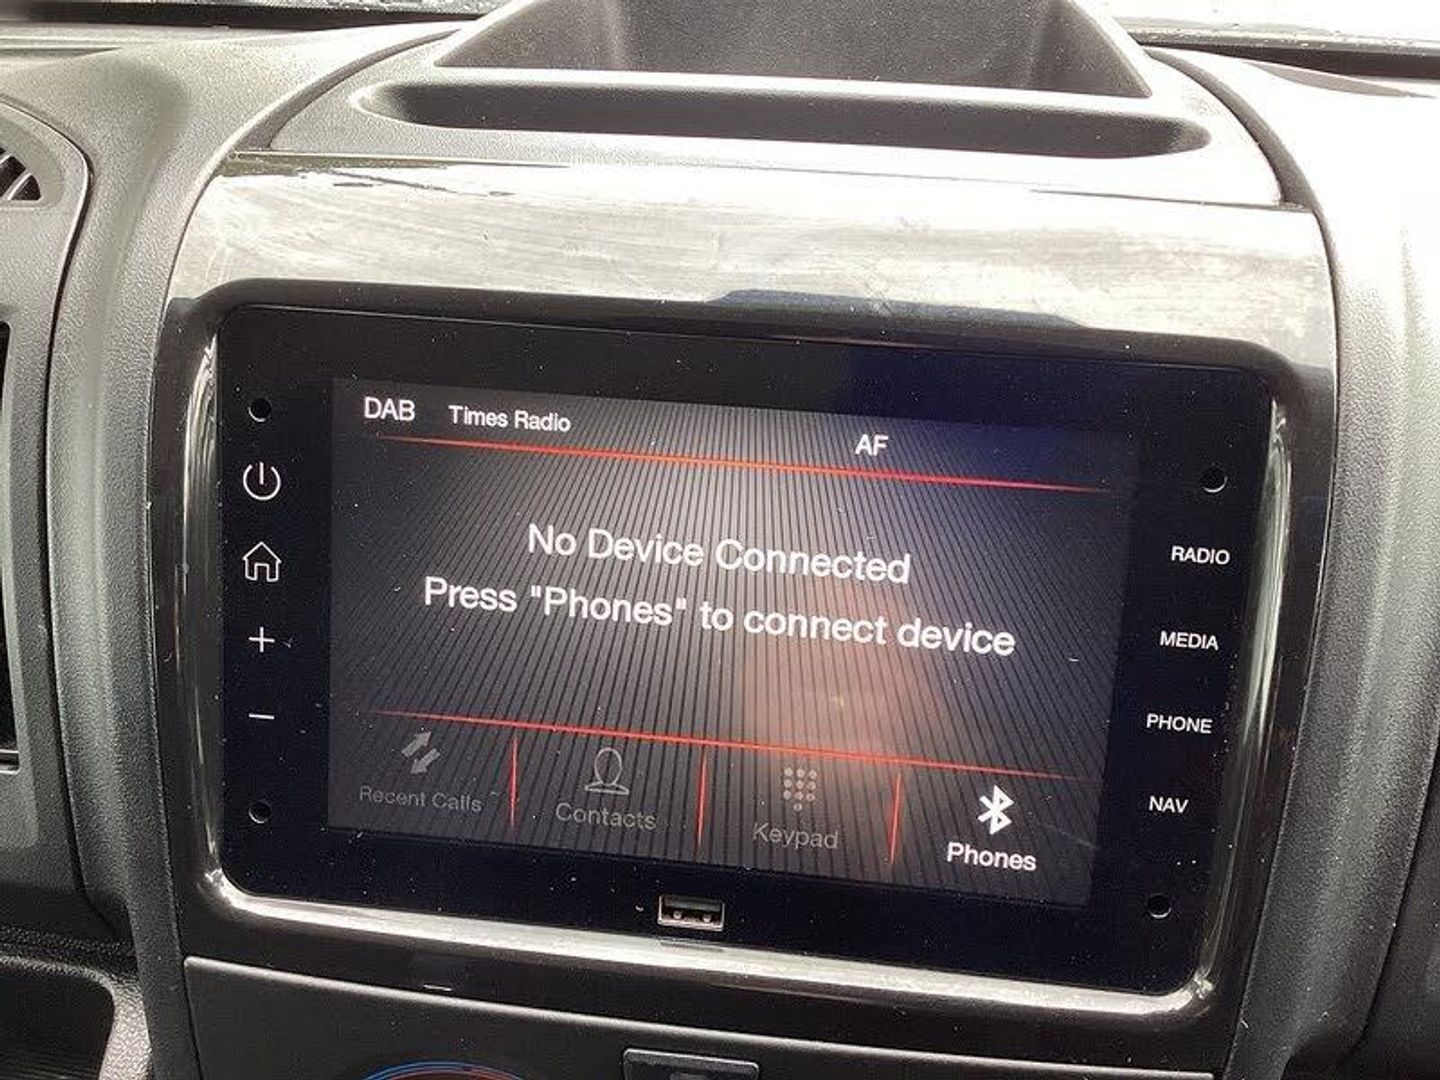 DAB Times Radio
AF
No Device Connected
Press "Phones" to connect device
Recent Calls
Contacts
Keypad
Phones
RADIO
MEDIA
PHONE
NAV